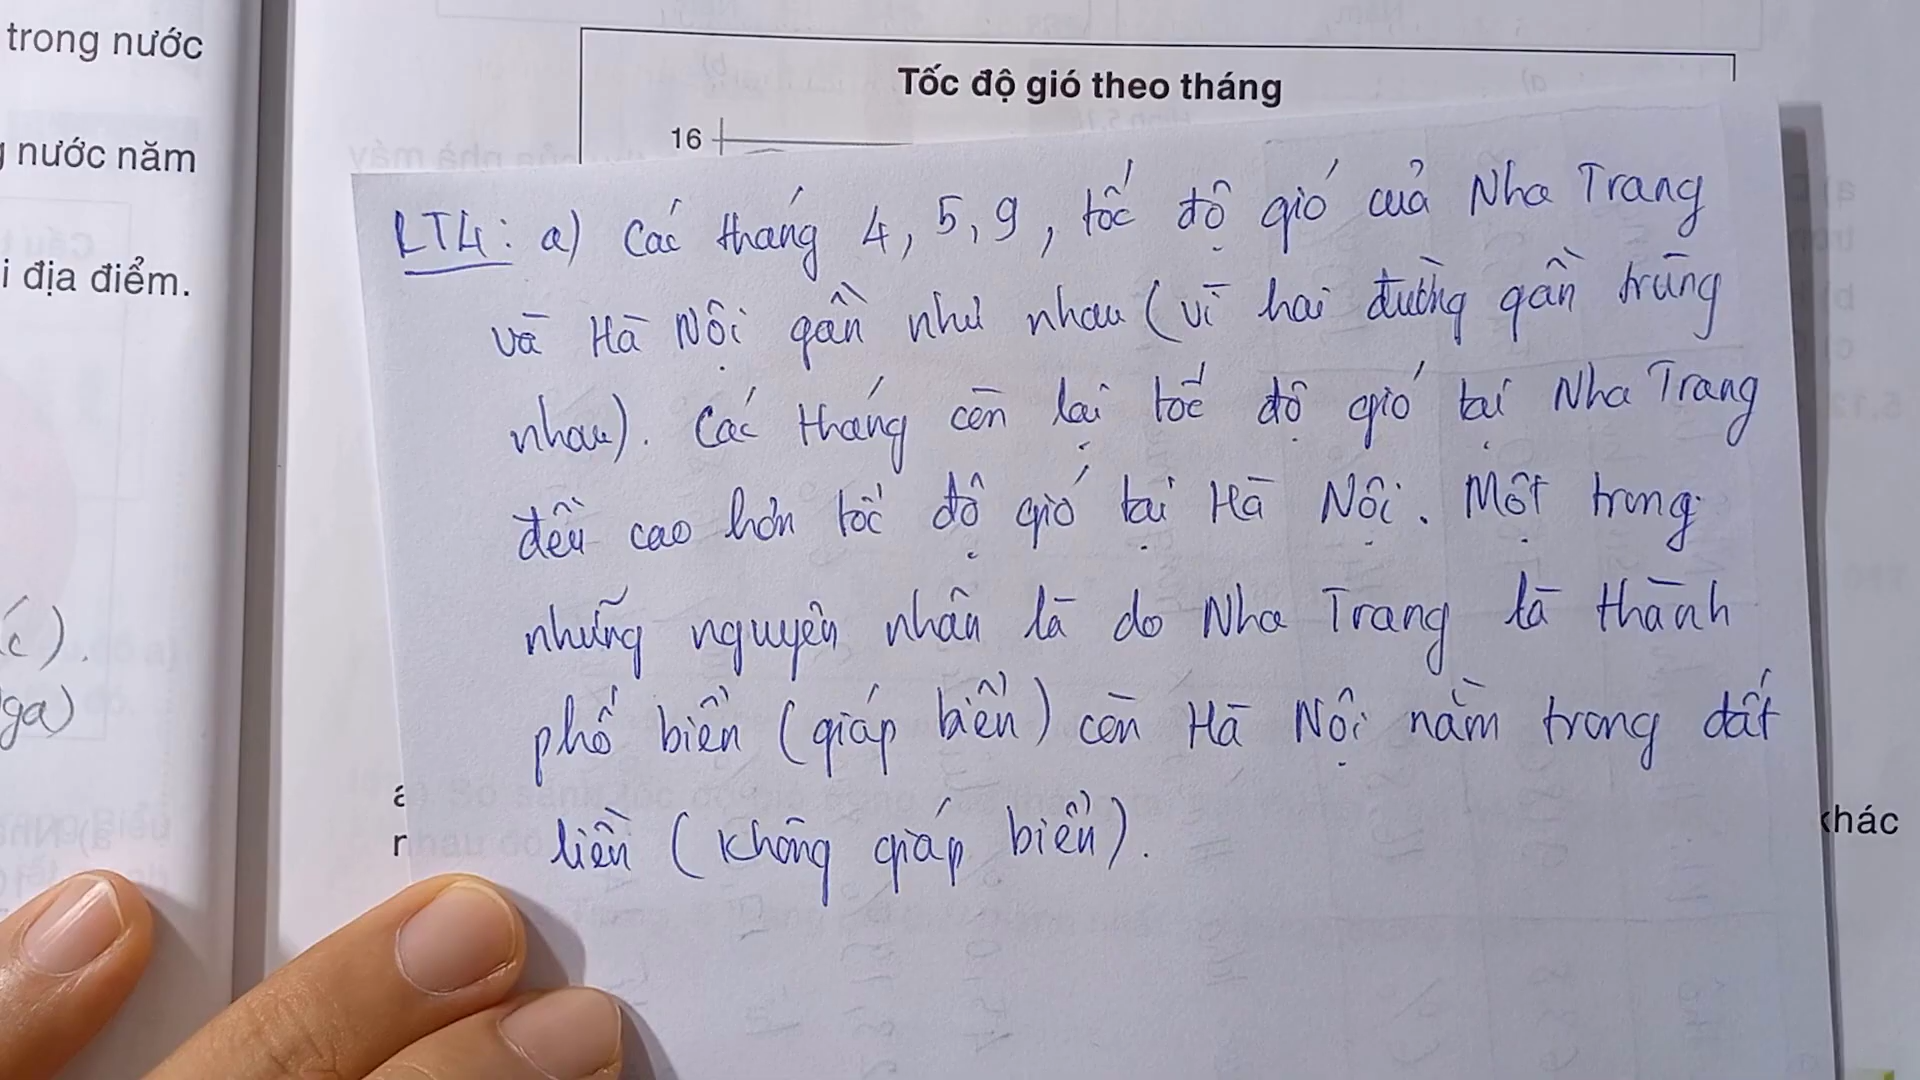 trong nước
nước năm
i địa điểm.
Tốc độ gió theo tháng
16
LT4: a) Các tháng 4, 5, 9, tốc độ gió của Nha Trang
và Hà Nội gần như nhau (vì hai đường gần trùng
nhau). Các tháng còn lại tốc độ gió tại Nha Trang
đều cao hơn tốc độ gió tại Hà Nội. Một trong
những nguyên nhân là do Nha Trang là thành
phố biển (giáp biển) còn Hà Nội nằm trong đất
liền (không giáp biển).
khác
ga)